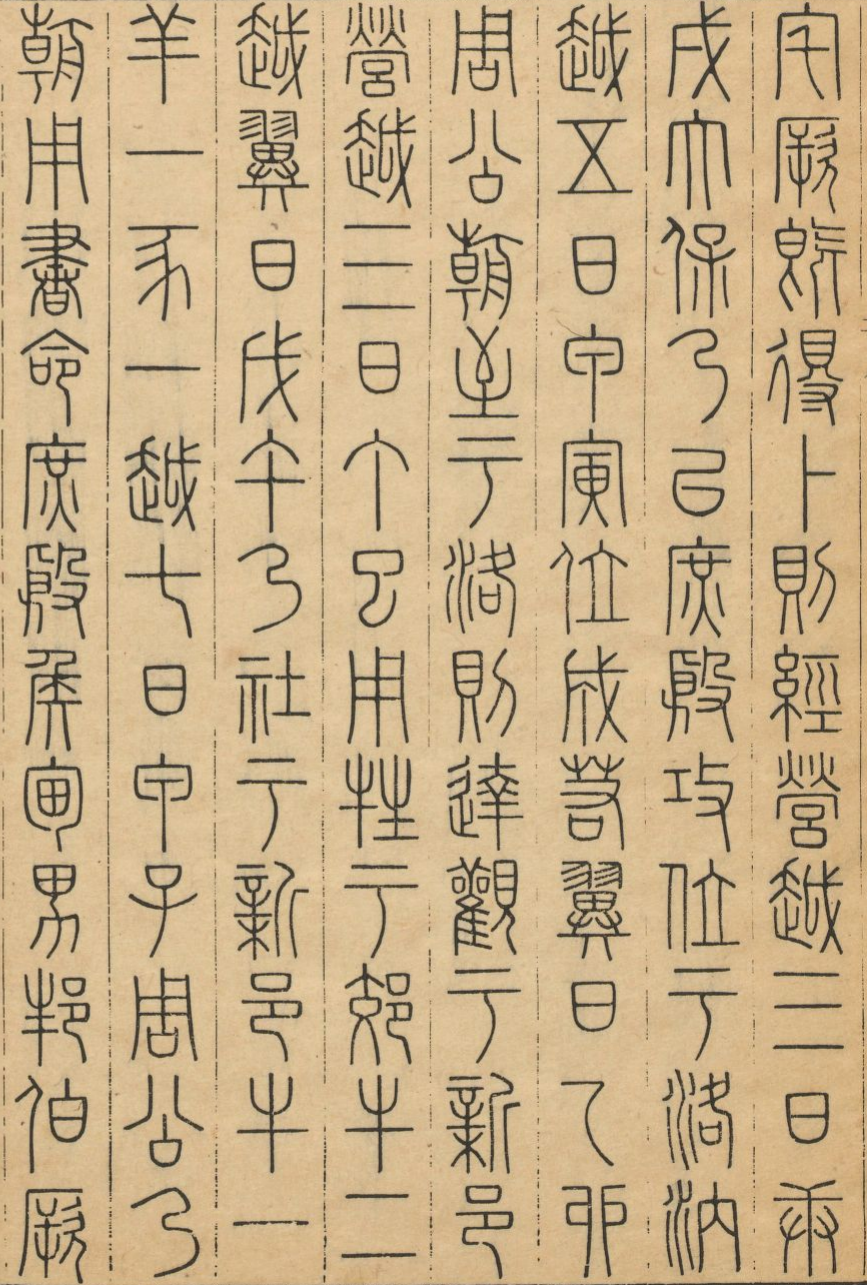 宅厥既得卜則經營越三日庚
戌大保乃以庶殷攻位于洛汭
越五日甲寅位成若翼日乙卯
周公朝至于洛則達觀于新邑
營越三日丁巳用牲于郊牛二
越翼日戊午乃社于新邑牛一
羊一豕一越七日甲子周公乃
朝用書命庶殷侯甸男邦伯厥